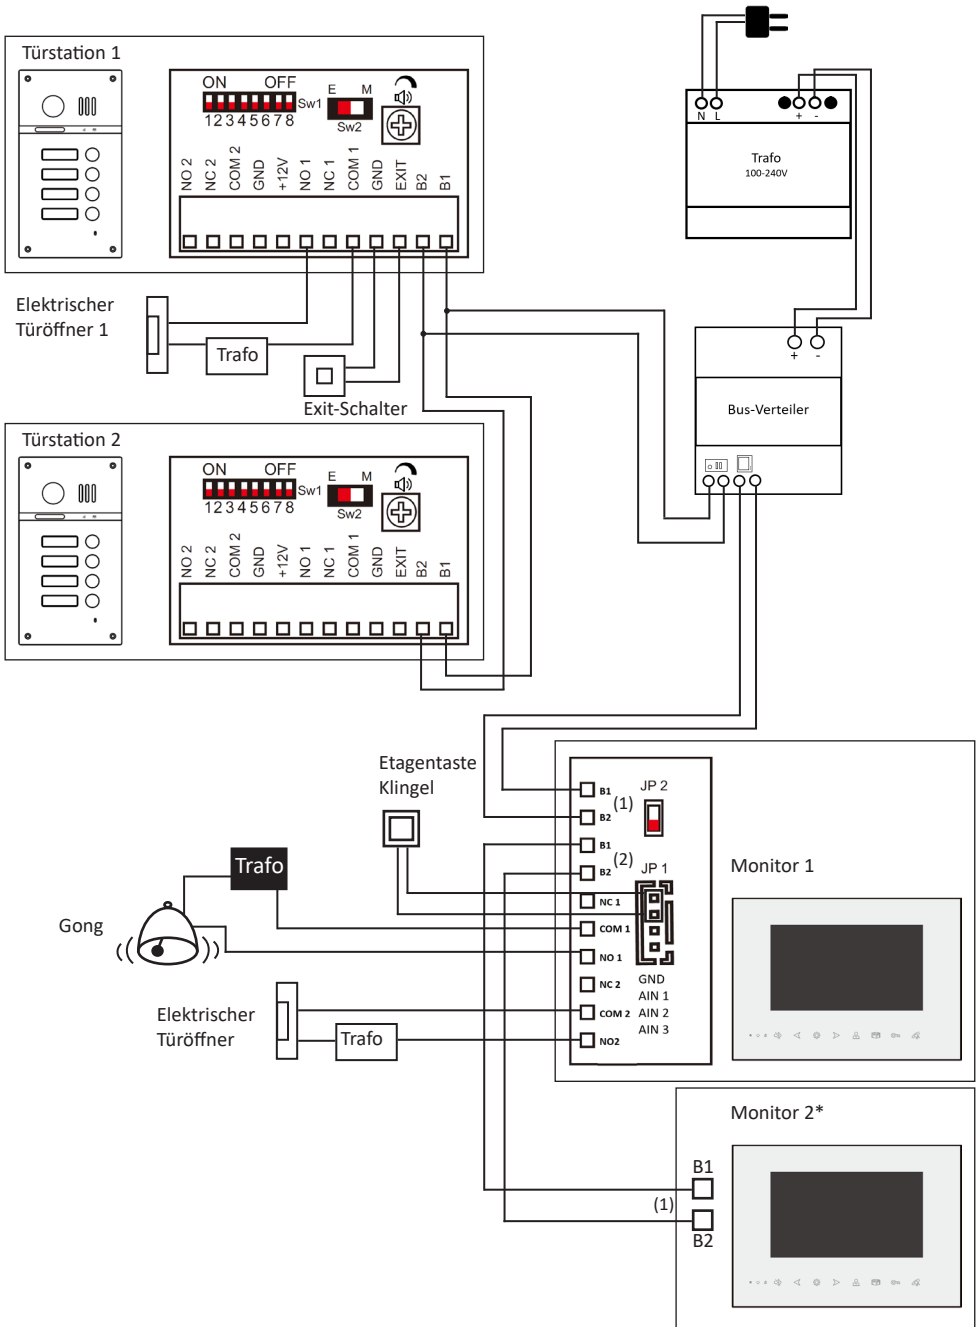 Türstation 1
ON OFF
Sw1
12345678
E M
Sw2
NO 2
NC 2
COM 2
GND
+12V
NO 1
NC 1
COM 1
GND
EXIT
B2
B1
N L + -
Trafo
100-240V
Elektrischer
Türöffner 1
Trafo
Exit-Schalter
+ -
Bus-Verteiler
Türstation 2
ON OFF
Sw1
12345678
E M
Sw2
NO 2
NC 2
COM 2
GND
+12V
NO 1
NC 1
COM 1
GND
EXIT
B2
B1
Etagentaste
Klingel
B1
(1)
B2
B1
(2)
B2
NC 1
COM 1
NO 1
NC 2
COM 2
NO2
JP 2
JP 1
GND
AIN 1
AIN 2
AIN 3
Monitor 1
Trafo
Gong
Elektrischer
Türöffner
Trafo
Monitor 2*
B1
(1)
B2